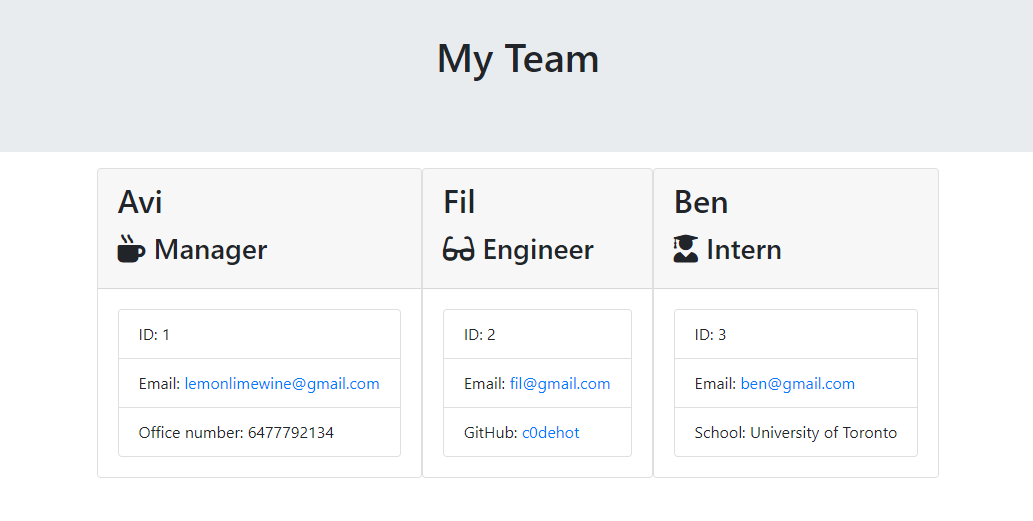 My Team
Avi
Manager
ID: 1
Email: lemonlimewine@gmail.com
Office number: 6477792134
Fil
Engineer
ID: 2
Email: fil@gmail.com
GitHub: c0dehot
Ben
Intern
ID: 3
Email: ben@gmail.com
School: University of Toronto